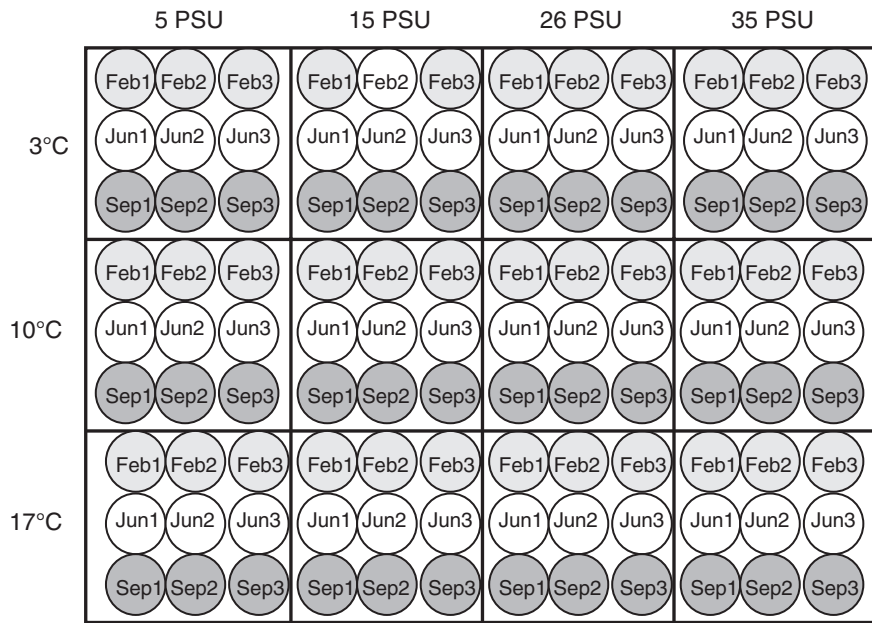 5 PSU 15 PSU 26 PSU 35 PSU
Feb1 Feb2 Feb3 Feb1 Feb2 Feb3 Feb1 Feb2 Feb3 Feb1 Feb2 Feb3
3°C Jun1 Jun2 Jun3 Jun1 Jun2 Jun3 Jun1 Jun2 Jun3 Jun1 Jun2 Jun3
Sep1 Sep2 Sep3 Sep1 Sep2 Sep3 Sep1 Sep2 Sep3 Sep1 Sep2 Sep3
Feb1 Feb2 Feb3 Feb1 Feb2 Feb3 Feb1 Feb2 Feb3 Feb1 Feb2 Feb3
10°C Jun1 Jun2 Jun3 Jun1 Jun2 Jun3 Jun1 Jun2 Jun3 Jun1 Jun2 Jun3
Sep1 Sep2 Sep3 Sep1 Sep2 Sep3 Sep1 Sep2 Sep3 Sep1 Sep2 Sep3
Feb1 Feb2 Feb3 Feb1 Feb2 Feb3 Feb1 Feb2 Feb3 Feb1 Feb2 Feb3
17°C Jun1 Jun2 Jun3 Jun1 Jun2 Jun3 Jun1 Jun2 Jun3 Jun1 Jun2 Jun3
Sep1 Sep2 Sep3 Sep1 Sep2 Sep3 Sep1 Sep2 Sep3 Sep1 Sep2 Sep3